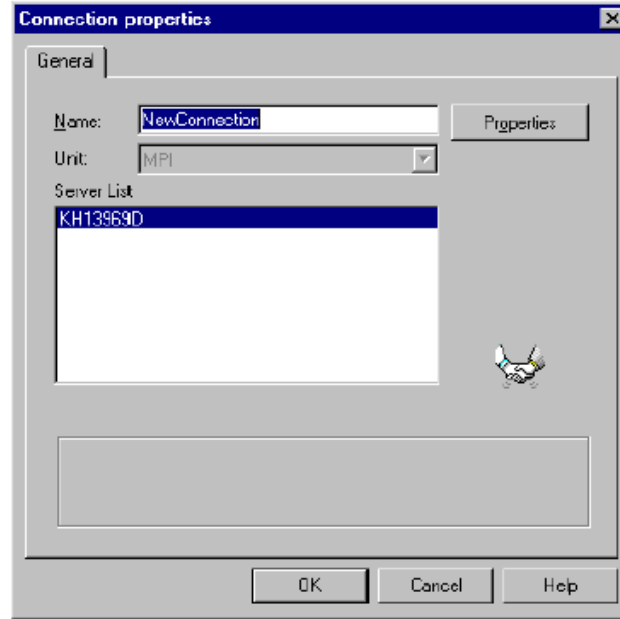 Connection properties
General
Name: NewConnection Properties
Unit: MPI
Server List
KH13969D
OK Cancel Help